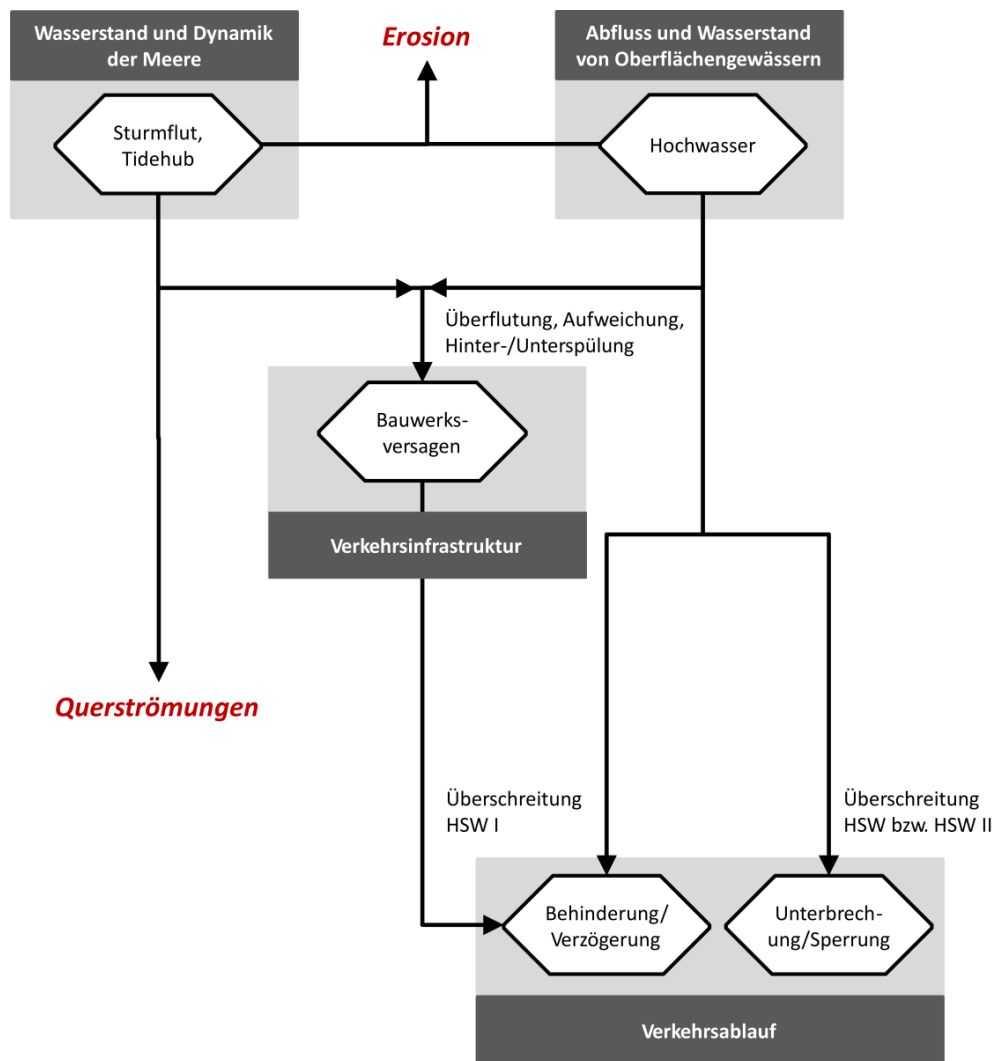 Wasserstand und Dynamik
der Meere
Erosion
Abfluss und Wasserstand
von Oberflächengewässern
Sturmflut,
Tidehub
Hochwasser
Überflutung, Aufweichung,
Hinter-/Unterspülung
Bauwerks-
versagen
Verkehrsinfrastruktur
Querströmungen
Überschreitung
HSW I
Überschreitung
HSW bzw. HSW II
Behinderung/
Verzögerung
Unterbrech-
ung/Sperrung
Verkehrsablauf